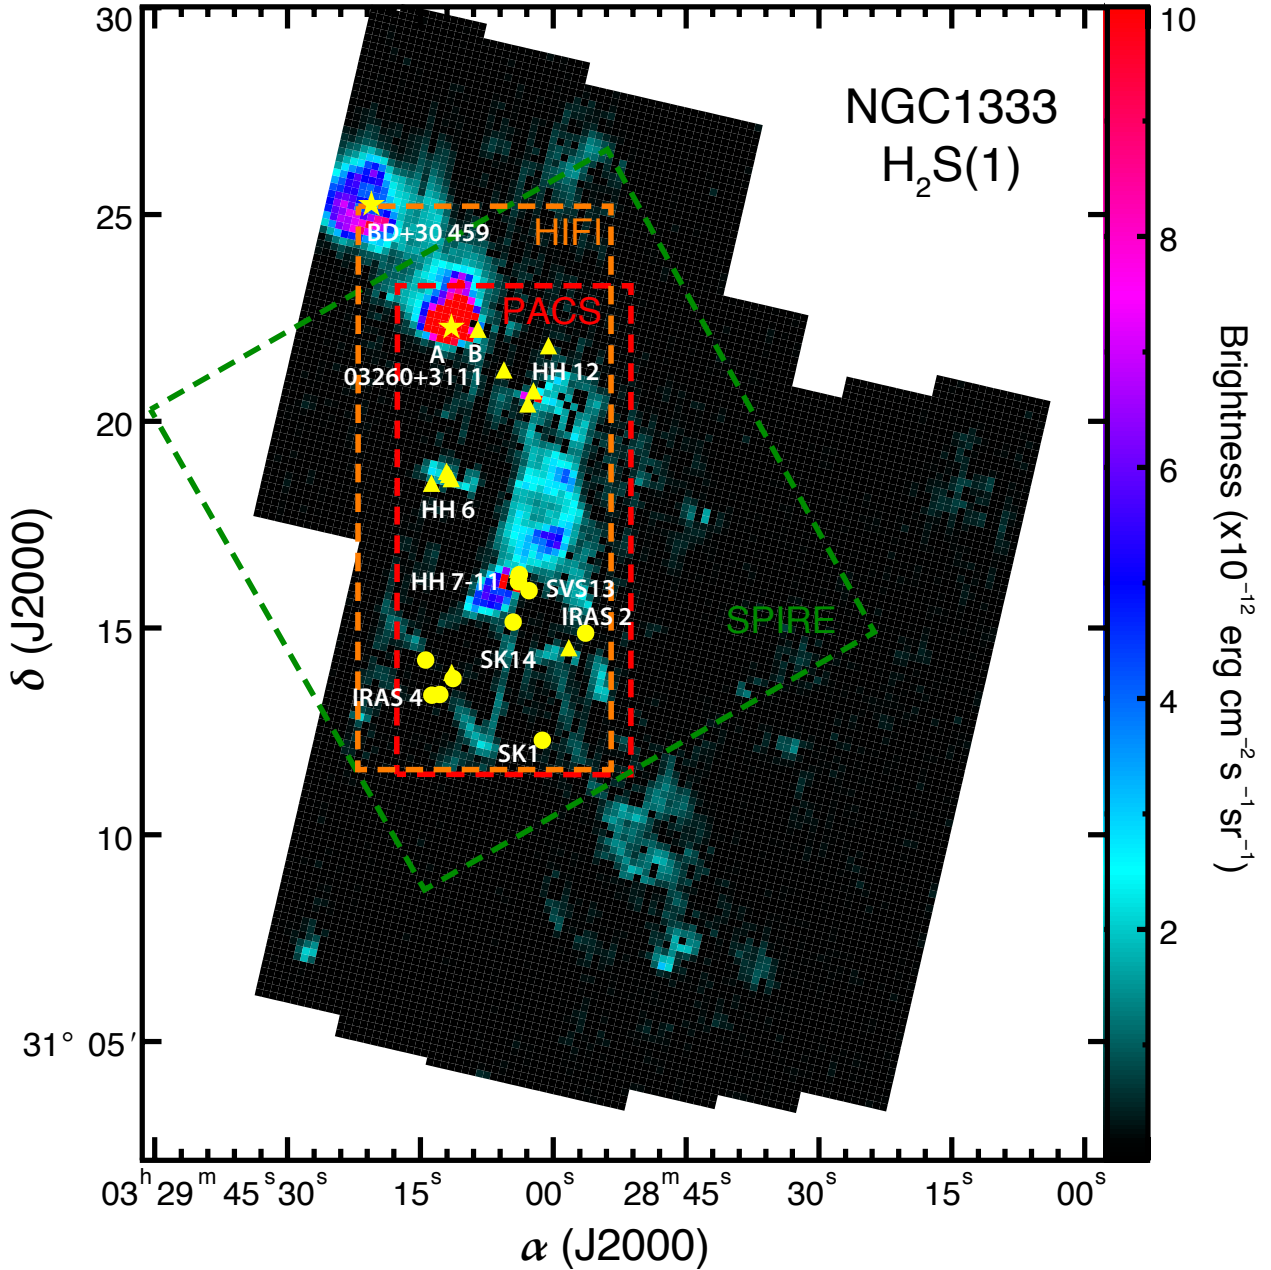 NGC1333
H₂S(1)
30
25
20
15
10
31° 05′
δ (J2000)
BD+30 459
HIFI
PACS
A B
03260+3111
HH 12
HH 6
HH 7-11
SVS13
IRAS 2
SPIRE
SK14
IRAS 4
SK1
03ʰ 29ᵐ 45ˢ 30ˢ 15ˢ 00ˢ 28ᵐ 45ˢ 30ˢ 15ˢ 00ˢ
α (J2000)
10
8
6
4
2
Brightness (x10⁻¹² erg cm⁻² s⁻¹ sr⁻¹)